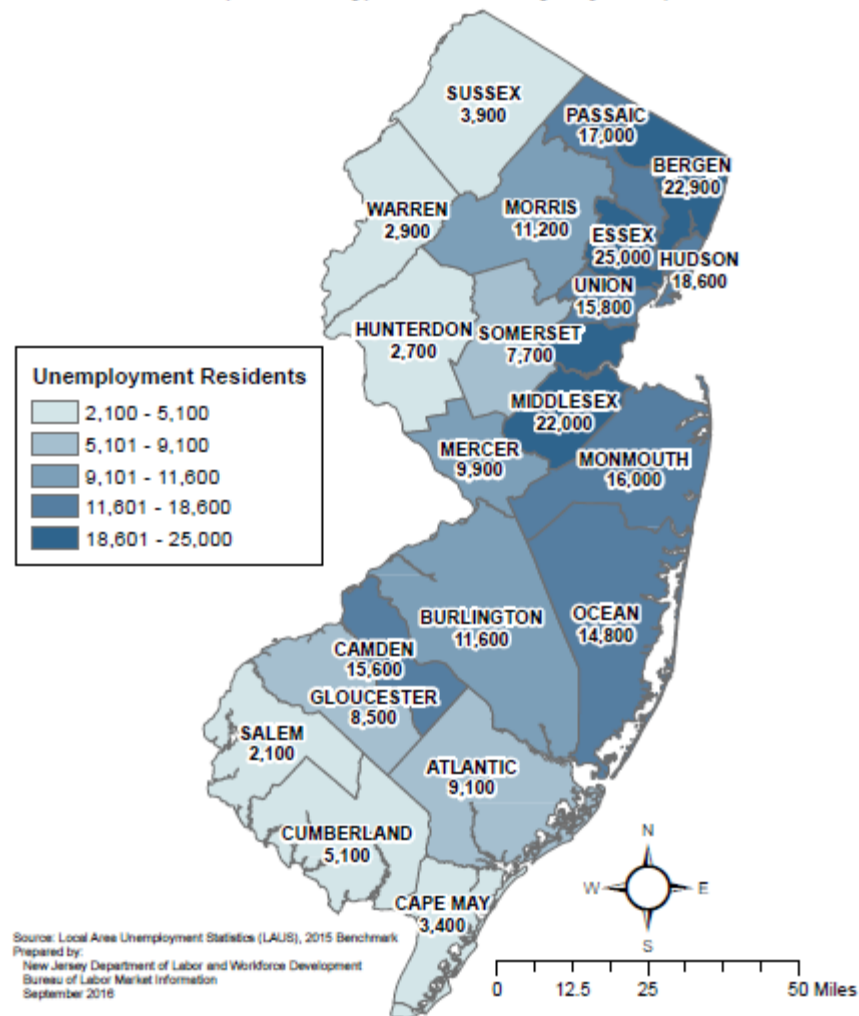 SUSSEX
3,900
PASSAIC
17,000
BERGEN
22,900
WARREN
2,900
MORRIS
11,200
ESSEX
25,000
HUDSON
18,600
UNION
15,800
HUNTERDON
2,700
SOMERSET
7,700
Unemployment Residents
2,100 - 5,100
5,101 - 9,100
9,101 - 11,600
11,601 - 18,600
18,601 - 25,000
MIDDLESEX
22,000
MERCER
9,900
MONMOUTH
16,000
BURLINGTON
11,600
OCEAN
14,800
CAMDEN
15,600
GLOUCESTER
8,500
SALEM
2,100
ATLANTIC
9,100
CUMBERLAND
5,100
CAPE MAY
3,400
N
W
E
S
Source: Local Area Unemployment Statistics (LAUS), 2015 Benchmark
Prepared by:
New Jersey Department of Labor and Workforce Development
Bureau of Labor Market Information
September 2016
0 12.5 25 50 Miles